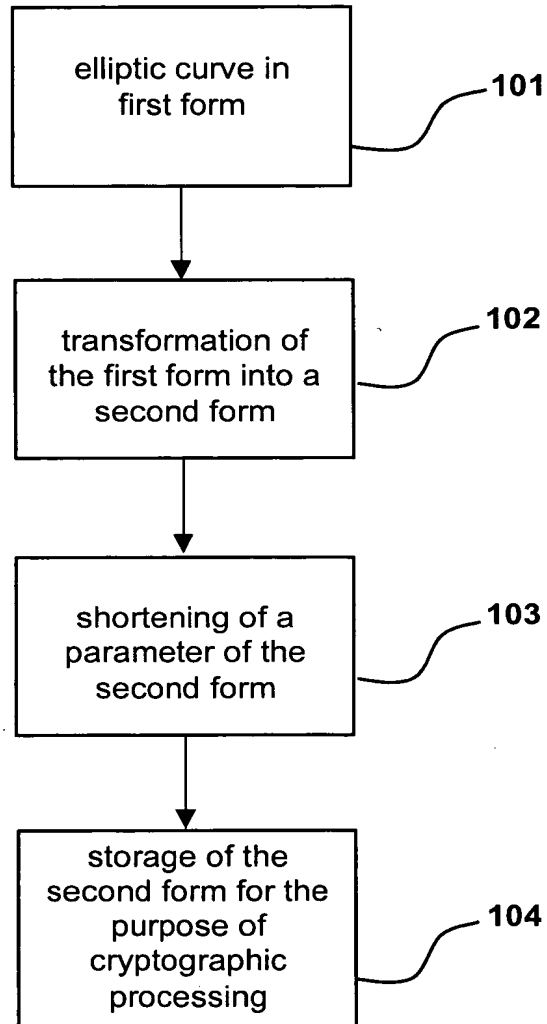 elliptic curve in
first form
101
transformation of
the first form into a
second form
102
shortening of a
parameter of the
second form
103
storage of the
second form for the
purpose of
cryptographic
processing
104